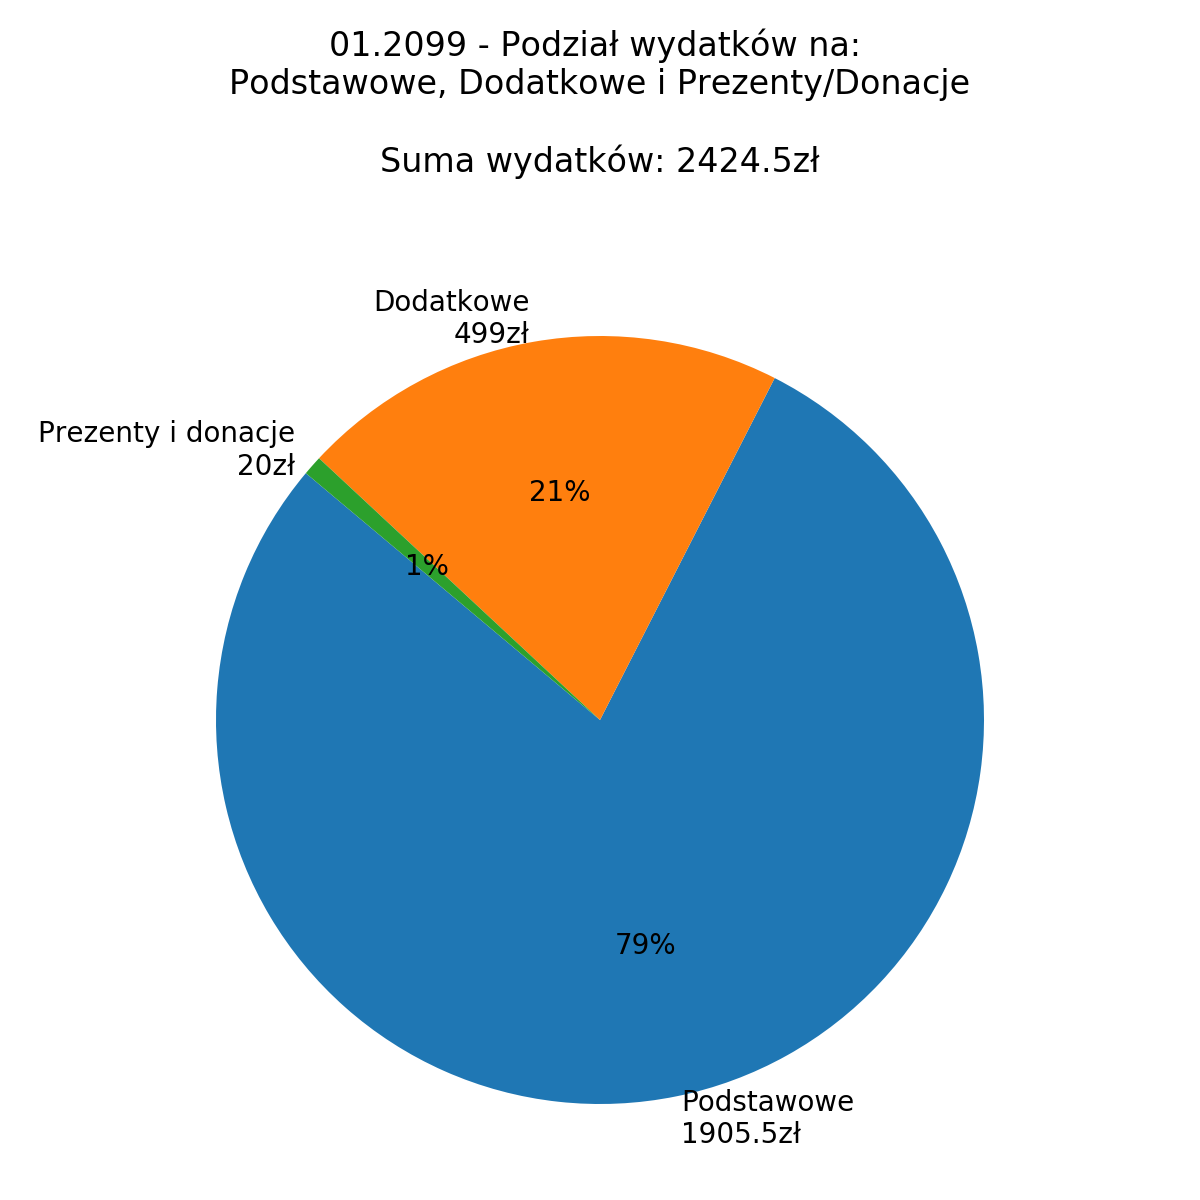 01.2099 - Podział wydatków na:
Podstawowe, Dodatkowe i Prezenty/Donacje
Suma wydatków: 2424.5zł
Dodatkowe
499zł
Prezenty i donacje
20zł
21%
1%
79%
Podstawowe
1905.5zł